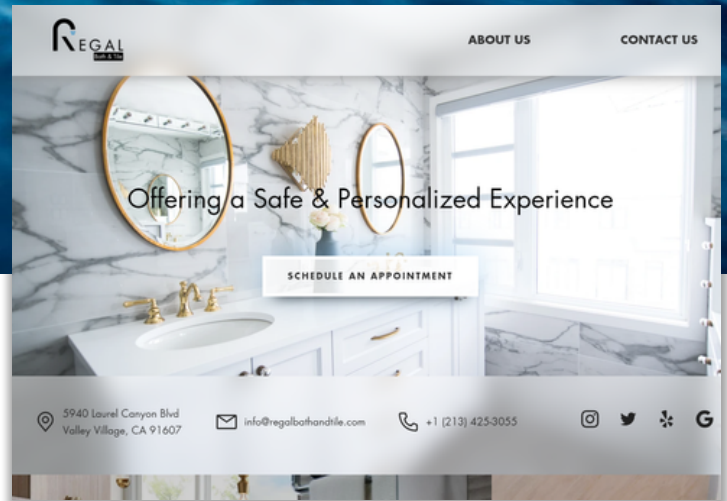 REGAL
Bath & Tile
ABOUT US
CONTACT US
Offering a Safe & Personalized Experience
SCHEDULE AN APPOINTMENT
5940 Laurel Canyon Blvd
Valley Village, CA 91607
info@regalbathandtile.com
+1 (213) 425-3055